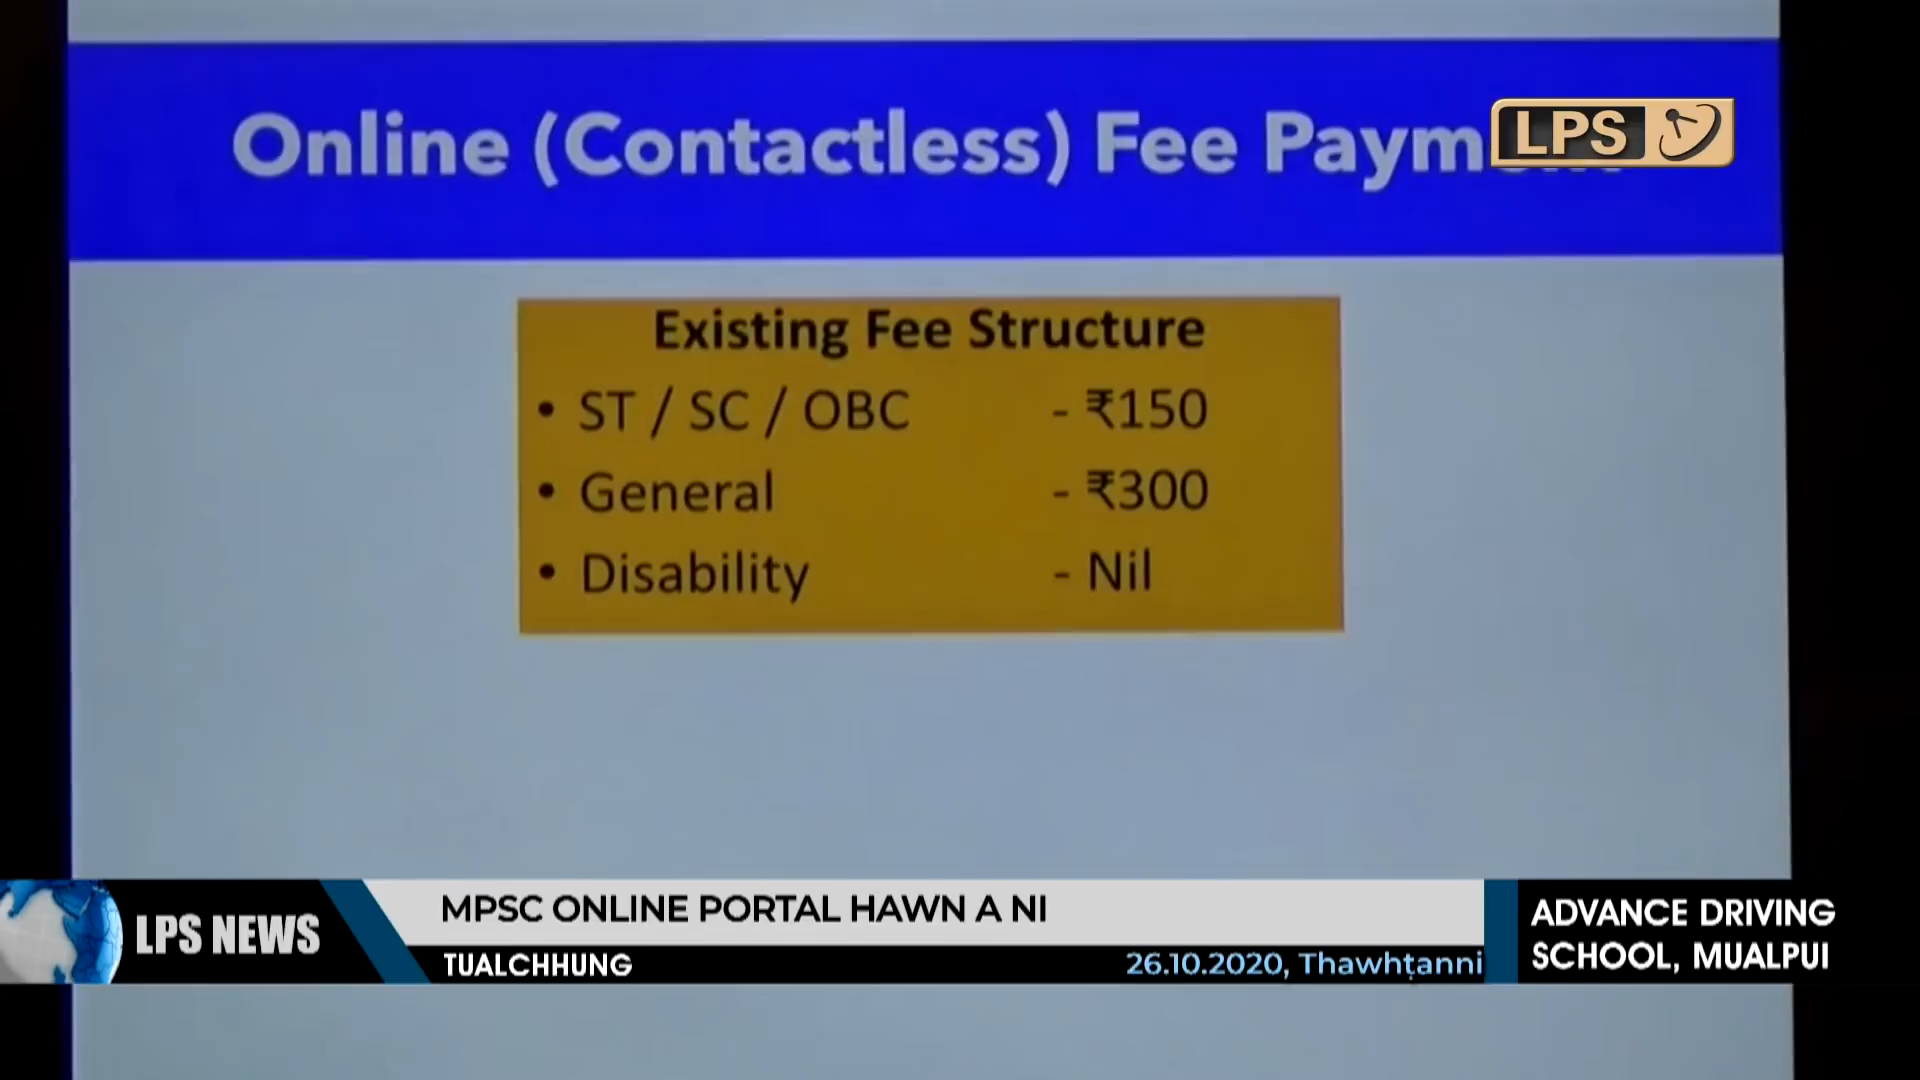 Online (Contactless) Fee Payment
LPS
Existing Fee Structure
• ST / SC / OBC - ₹150
• General - ₹300
• Disability - Nil
LPS NEWS
MPSC ONLINE PORTAL HAWN A NI
TUALCHHUNG
26.10.2020, Thawhṭanni
ADVANCE DRIVING
SCHOOL, MUALPUI